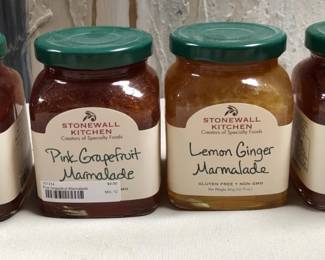 STONEWALL
KITCHEN
Creators of Specialty Foods
Pink Grapefruit
Marmalade
STONEWALL
KITCHEN
Creators of Specialty Foods
Lemon Ginger
Marmalade
GLUTEN FREE • NON-GMO